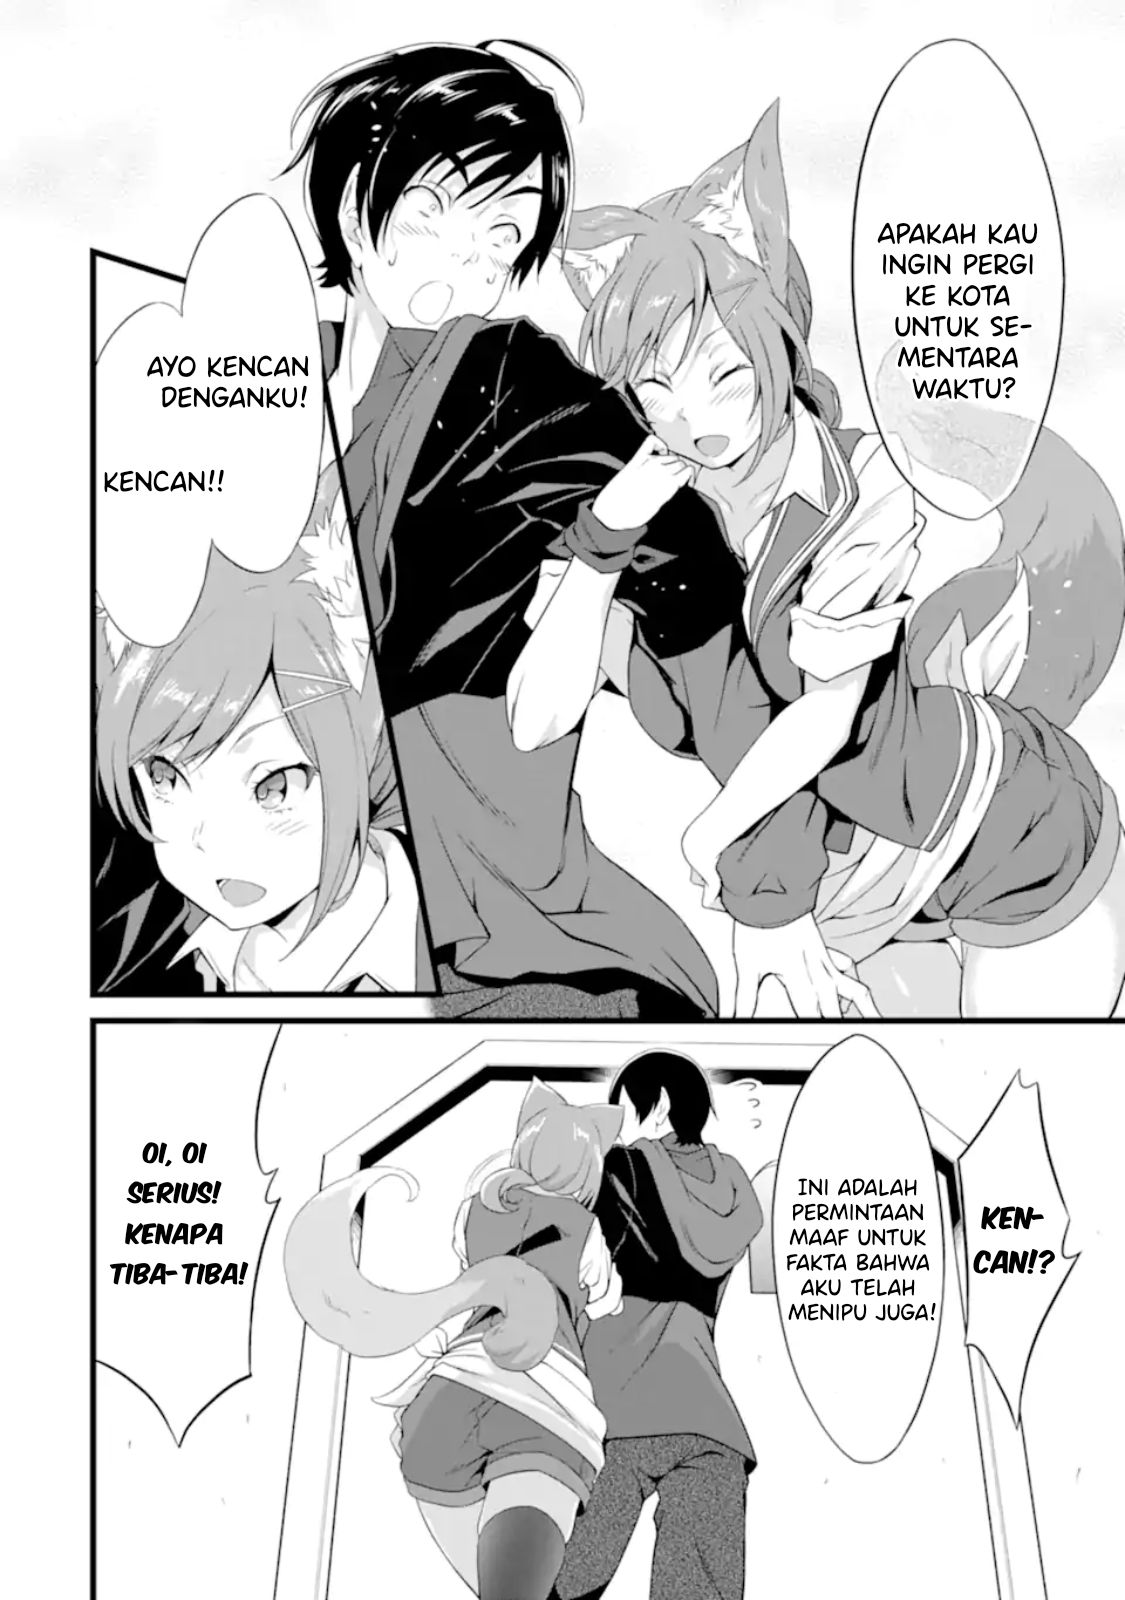 APAKAH KAU
INGIN PERGI
KE KOTA
UNTUK SE-
MENTARA
WAKTU?
AYO KENCAN
DENGANKU!
KENCAN!!
KEN-
CAN!?
INI ADALAH
PERMINTAAN
MAAF UNTUK
FAKTA BAHWA
AKU TELAH
MENIPU JUGA!
OI, OI
SERIUS!
KENAPA
TIBA-TIBA!